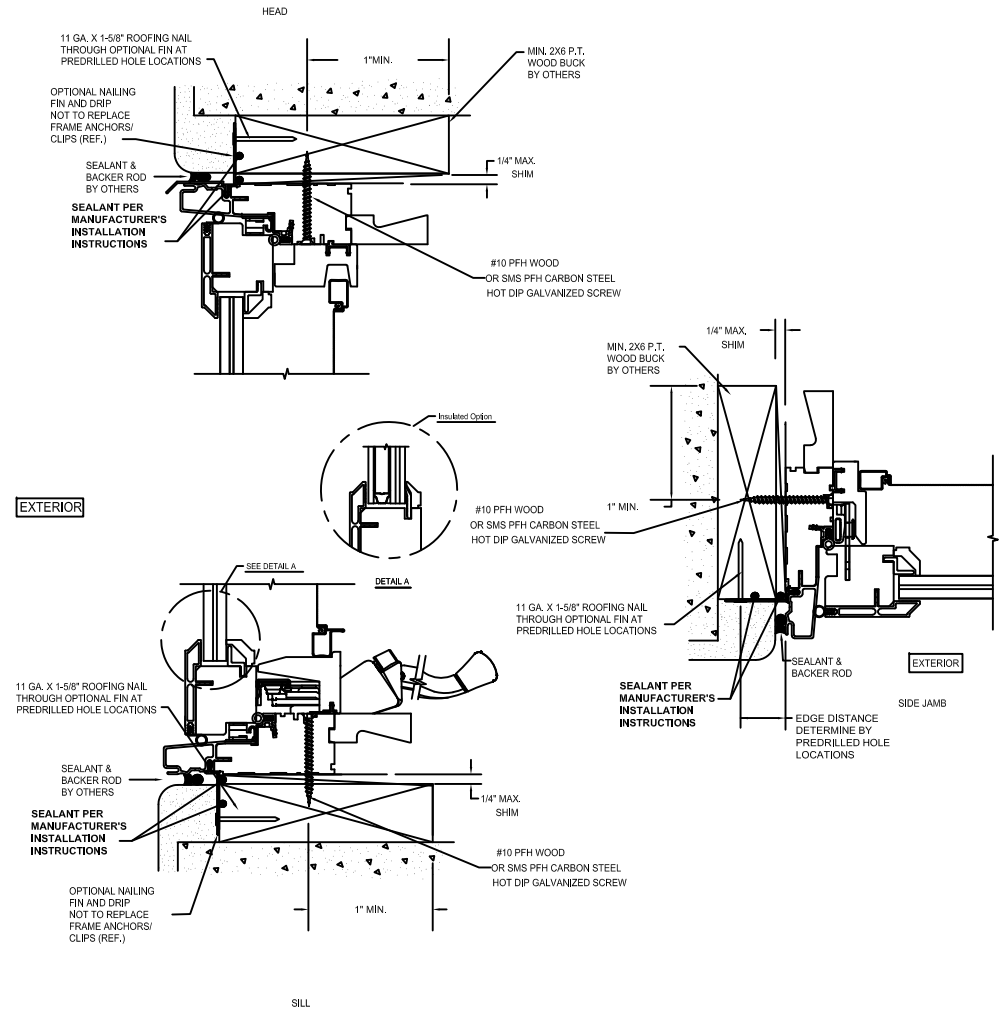 HEAD
11 GA. X 1-5/8" ROOFING NAIL
THROUGH OPTIONAL FIN AT
PREDRILLED HOLE LOCATIONS
1"MIN.
MIN. 2X6 P.T.
WOOD BUCK
BY OTHERS
OPTIONAL NAILING
FIN AND DRIP
NOT TO REPLACE
FRAME ANCHORS/
CLIPS (REF.)
SEALANT &
BACKER ROD
BY OTHERS
SEALANT PER
MANUFACTURER'S
INSTALLATION
INSTRUCTIONS
1/4" MAX.
SHIM
#10 PFH WOOD
OR SMS PFH CARBON STEEL
HOT DIP GALVANIZED SCREW
1/4" MAX.
SHIM
MIN. 2X6 P.T.
WOOD BUCK
BY OTHERS
1" MIN.
#10 PFH WOOD
OR SMS PFH CARBON STEEL
HOT DIP GALVANIZED SCREW
11 GA. X 1-5/8" ROOFING NAIL
THROUGH OPTIONAL FIN AT
PREDRILLED HOLE LOCATIONS
SEALANT &
BACKER ROD
EXTERIOR
SEALANT PER
MANUFACTURER'S
INSTALLATION
INSTRUCTIONS
SIDE JAMB
EDGE DISTANCE
DETERMINE BY
PREDRILLED HOLE
LOCATIONS
Insulated Option
EXTERIOR
SEE DETAIL A
DETAIL A
11 GA. X 1-5/8" ROOFING NAIL
THROUGH OPTIONAL FIN AT
PREDRILLED HOLE LOCATIONS
SEALANT &
BACKER ROD
BY OTHERS
SEALANT PER
MANUFACTURER'S
INSTALLATION
INSTRUCTIONS
1/4" MAX.
SHIM
#10 PFH WOOD
OR SMS PFH CARBON STEEL
HOT DIP GALVANIZED SCREW
OPTIONAL NAILING
FIN AND DRIP
NOT TO REPLACE
FRAME ANCHORS/
CLIPS (REF.)
1" MIN.
SILL